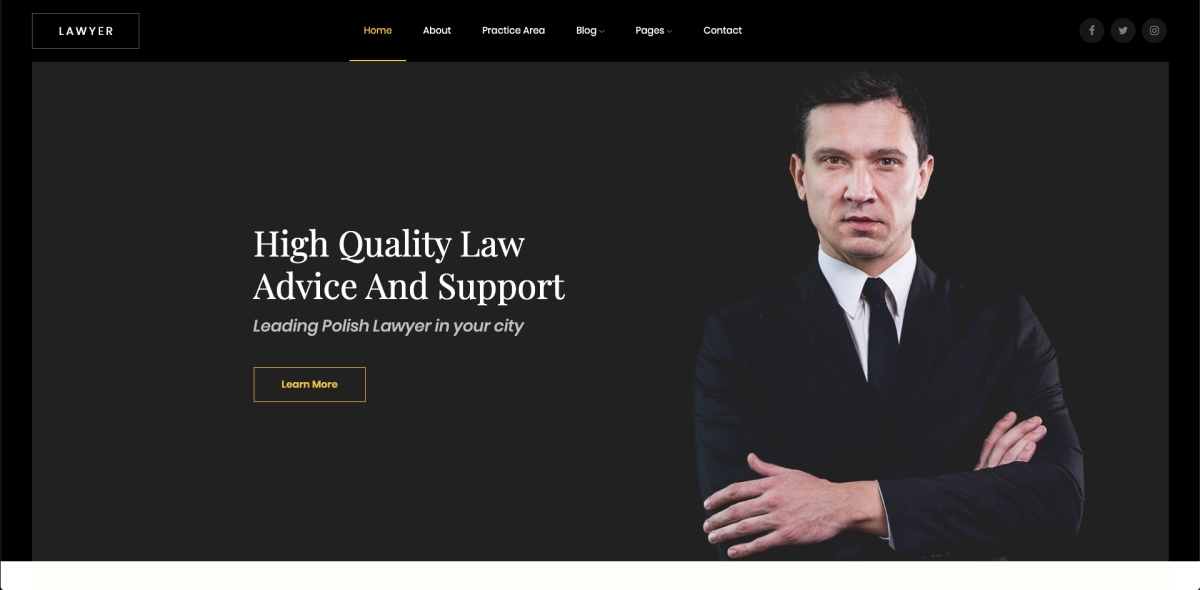 LAWYER
Home About Practice Area Blog Pages Contact
High Quality Law
Advice And Support
Leading Polish Lawyer in your city
Learn More